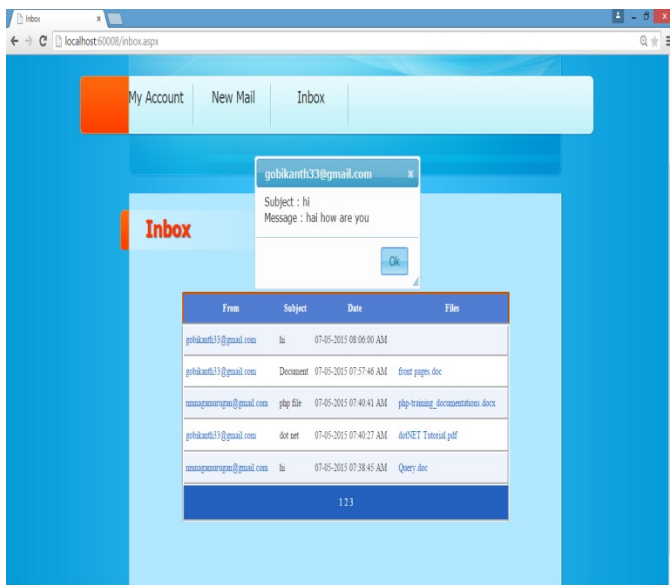 Inbox
localhost:60008/inbox.aspx
My Account New Mail Inbox
gobikanth33@gmail.com x
Subject : hi
Message : hai how are you
Ok
Inbox
From Subject Date Files
gobikanth33@gmail.com hi 07-05-2015 08:06:00 AM
gobikanth33@gmail.com Document 07-05-2015 07:57:46 AM front pages.doc
nmnagamurugan@gmail.com php file 07-05-2015 07:40:41 AM php-training_documentations.docx
gobikanth33@gmail.com dot net 07-05-2015 07:40:27 AM dotNET Tutorial.pdf
nmnagamurugan@gmail.com hi 07-05-2015 07:38:45 AM Query.doc
1 2 3